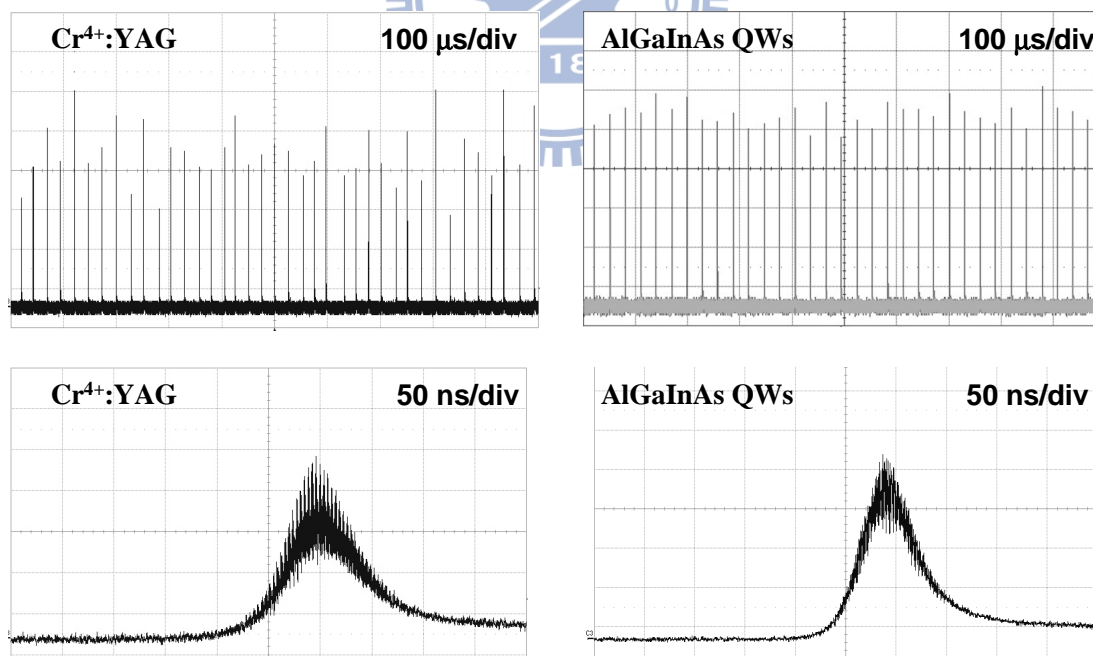 Cr⁴⁺:YAG 100 μs/div
AlGaInAs QWs 100 μs/div
18
Cr⁴⁺:YAG 50 ns/div
AlGaInAs QWs 50 ns/div